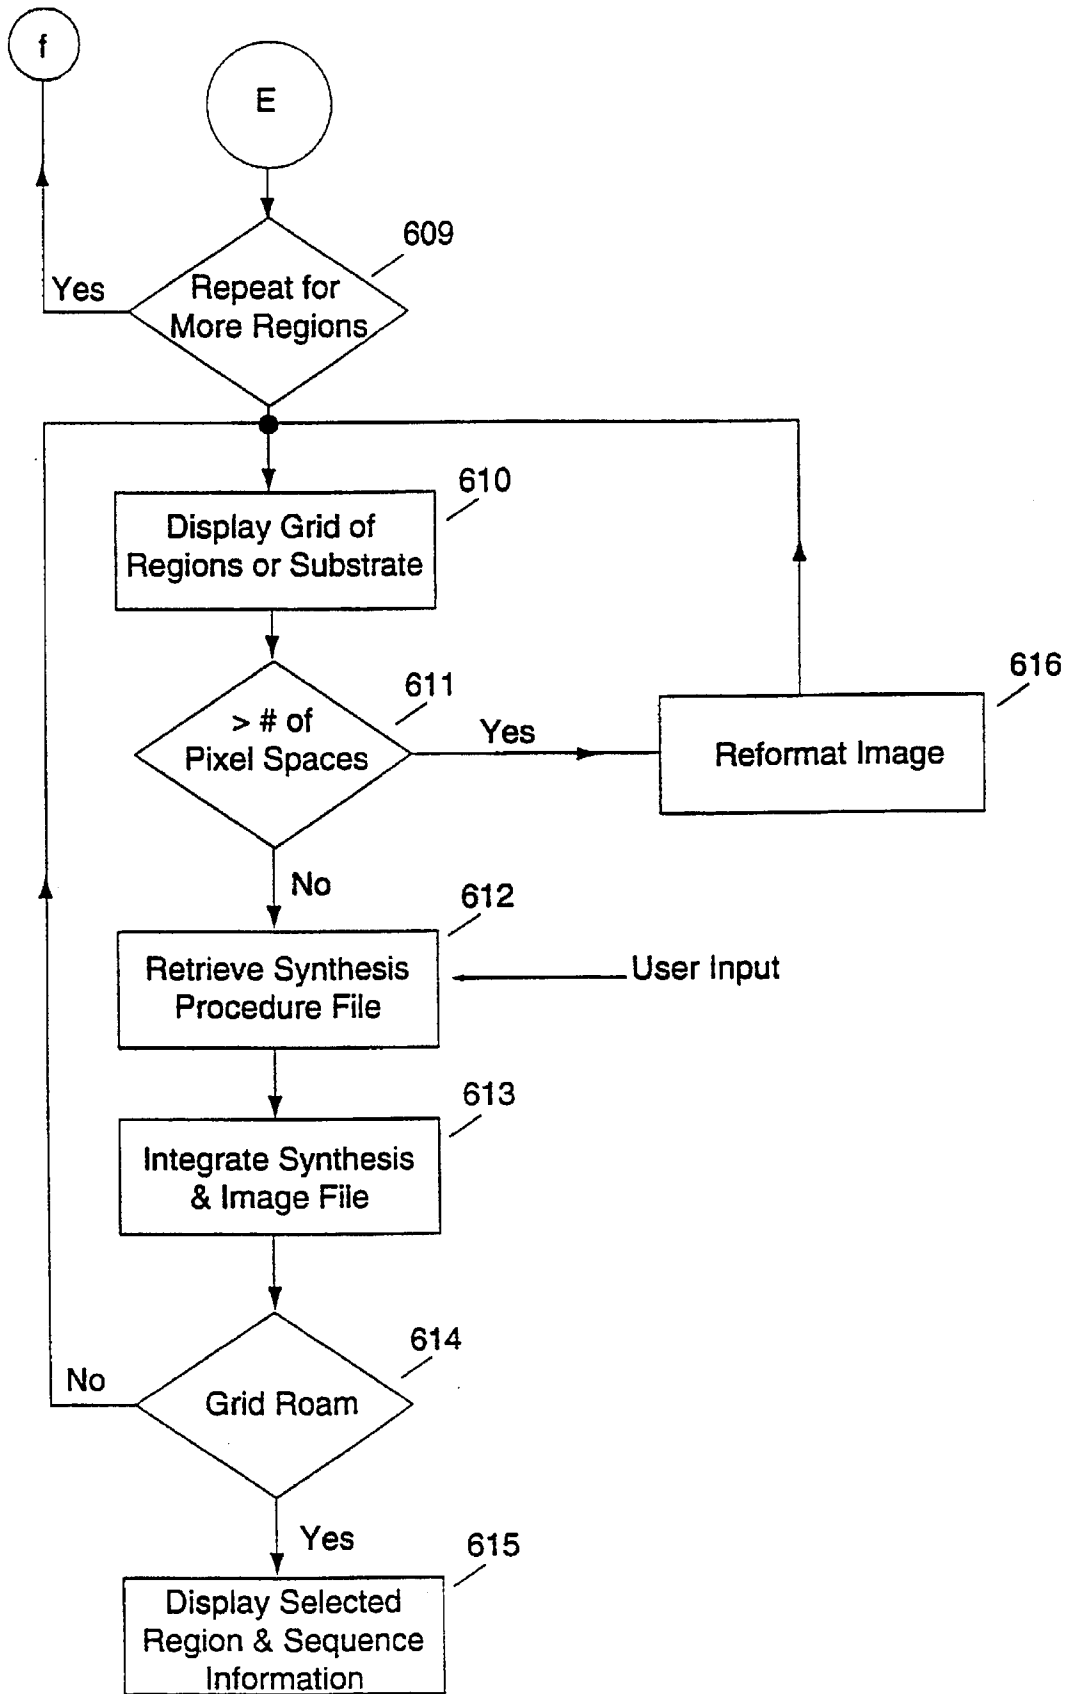 f
E
609
Yes
Repeat for
More Regions
610
Display Grid of
Regions or Substrate
611
616
> # of
Pixel Spaces
Yes
Reformat Image
No
612
Retrieve Synthesis
Procedure File
User Input
613
Integrate Synthesis
& Image File
614
No
Grid Roam
Yes
615
Display Selected
Region & Sequence
Information